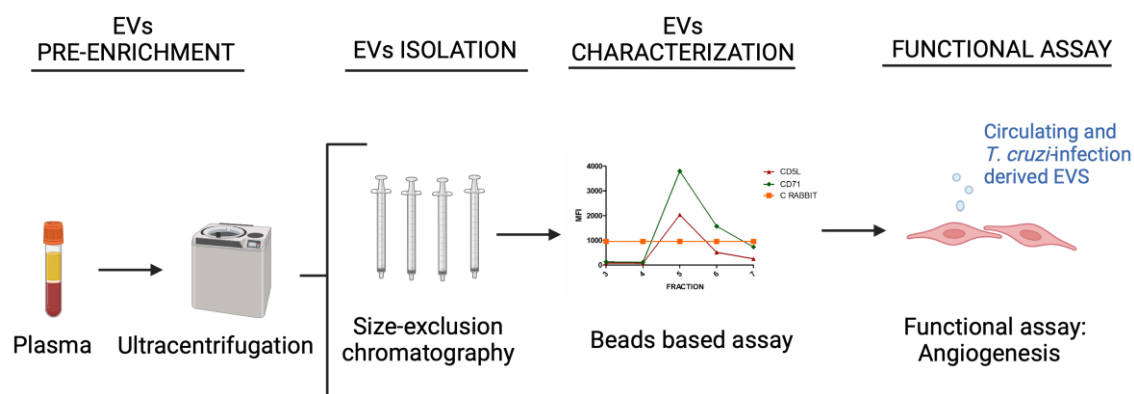 EVs
PRE-ENRICHMENT
EVs ISOLATION
EVs
CHARACTERIZATION
FUNCTIONAL ASSAY
Circulating and
T. cruzi-infection
derived EVS
4000
3000
2000
1000
0
MFI
CD5L
CD71
C RABBIT
3
4
5
6
7
FRACTION
Plasma
Ultracentrifugation
Size-exclusion
chromatography
Beads based assay
Functional assay:
Angiogenesis